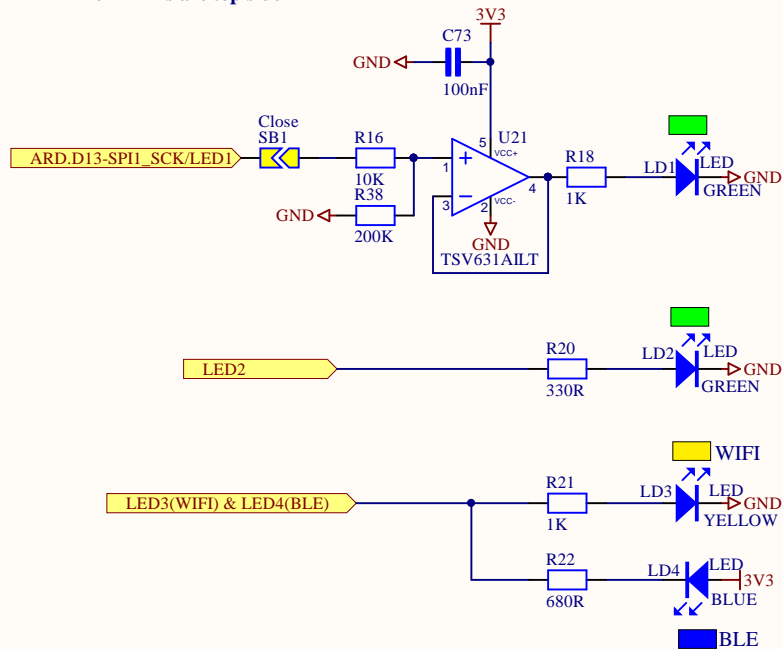 3V3
C73
GND
100nF
Close
SB1
U21
ARD.D13-SPI1_SCK/LED1
R16
10K
5
VCC+
1
3
4
2
VCC-
R18
1K
LD1
LED
GREEN
GND
R38
GND
200K
GND
TSV631AILT
LED2
R20
330R
LD2
LED
GREEN
GND
WIFI
LED3(WIFI) & LED4(BLE)
R21
1K
LD3
LED
YELLOW
GND
R22
680R
LD4
LED
BLUE
3V3
BLE